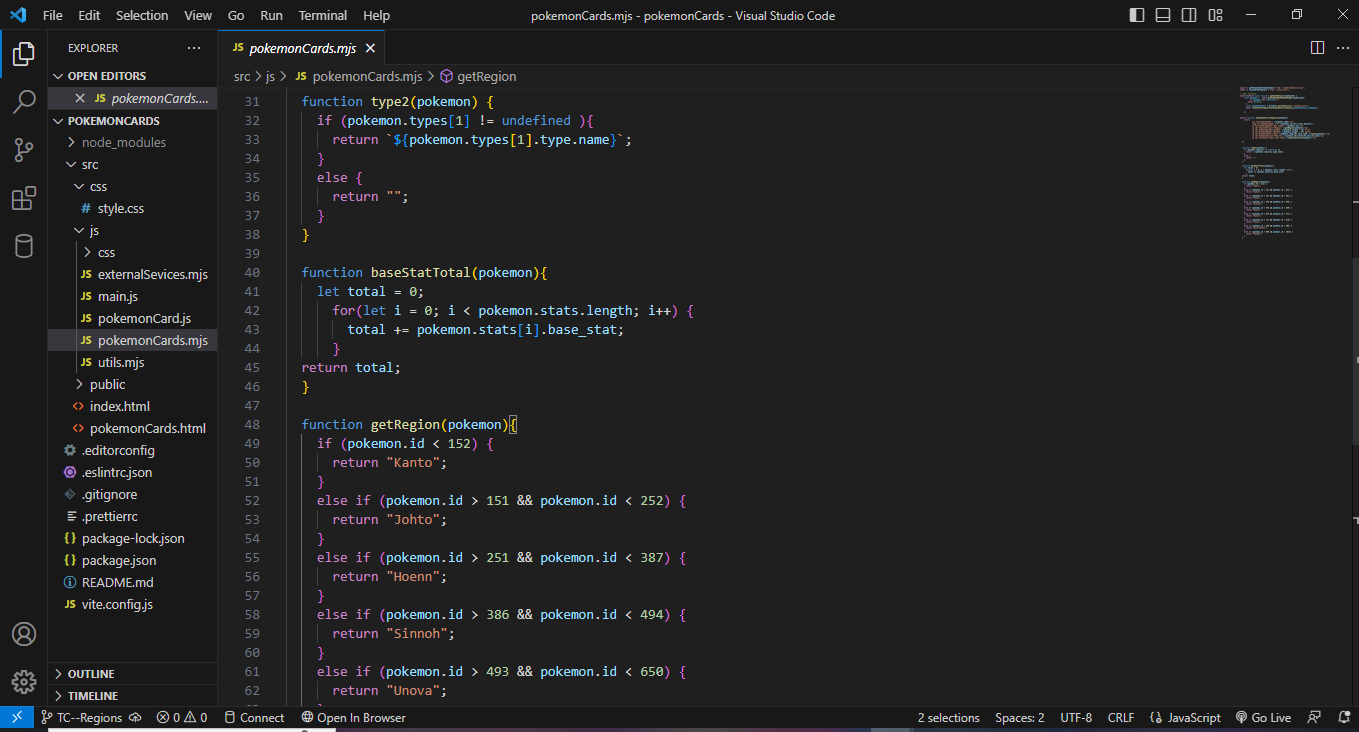 File Edit Selection View Go Run Terminal Help
pokemonCards.mjs - pokemonCards - Visual Studio Code
EXPLORER
OPEN EDITORS
JS pokemonCards....
POKEMONCARDS
node_modules
src
css
# style.css
js
css
JS externalSevices.mjs
JS main.js
JS pokemonCard.js
JS pokemonCards.mjs
JS utils.mjs
public
<> index.html
<> pokemonCards.html
.editorconfig
.eslintrc.json
.gitignore
.prettierrc
{} package-lock.json
{} package.json
README.md
JS vite.config.js
OUTLINE
TIMELINE
JS pokemonCards.mjs
src > js > JS pokemonCards.mjs > getRegion
31 function type2(pokemon) {
32 if (pokemon.types[1] != undefined ){
33 return `${pokemon.types[1].type.name}`;
34 }
35 else {
36 return "";
37 }
38 }
39
40 function baseStatTotal(pokemon){
41 let total = 0;
42 for(let i = 0; i < pokemon.stats.length; i++) {
43 total += pokemon.stats[i].base_stat;
44 }
45 return total;
46 }
47
48 function getRegion(pokemon){
49 if (pokemon.id < 152) {
50 return "Kanto";
51 }
52 else if (pokemon.id > 151 && pokemon.id < 252) {
53 return "Johto";
54 }
55 else if (pokemon.id > 251 && pokemon.id < 387) {
56 return "Hoenn";
57 }
58 else if (pokemon.id > 386 && pokemon.id < 494) {
59 return "Sinnoh";
60 }
61 else if (pokemon.id > 493 && pokemon.id < 650) {
62 return "Unova";
TC--Regions 0 0 Connect Open In Browser
2 selections Spaces: 2 UTF-8 CRLF {} JavaScript Go Live